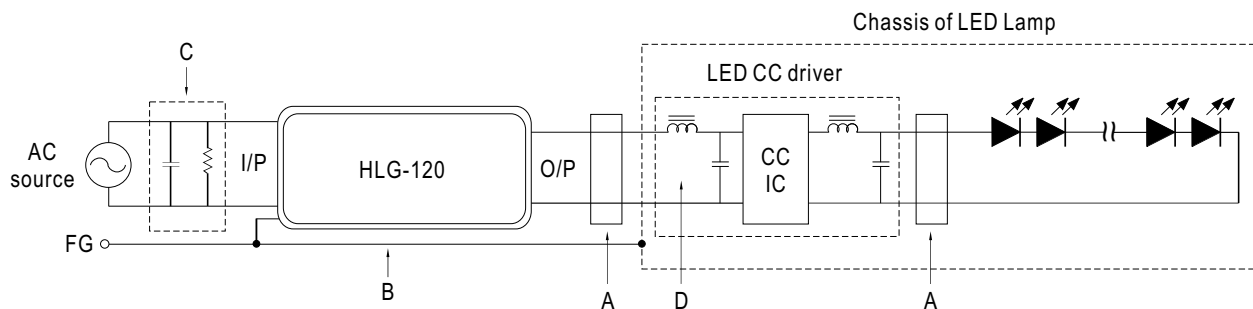 Chassis of LED Lamp
C
LED CC driver
AC
source
I/P
HLG-120
O/P
CC
IC
FG
B
A
D
A